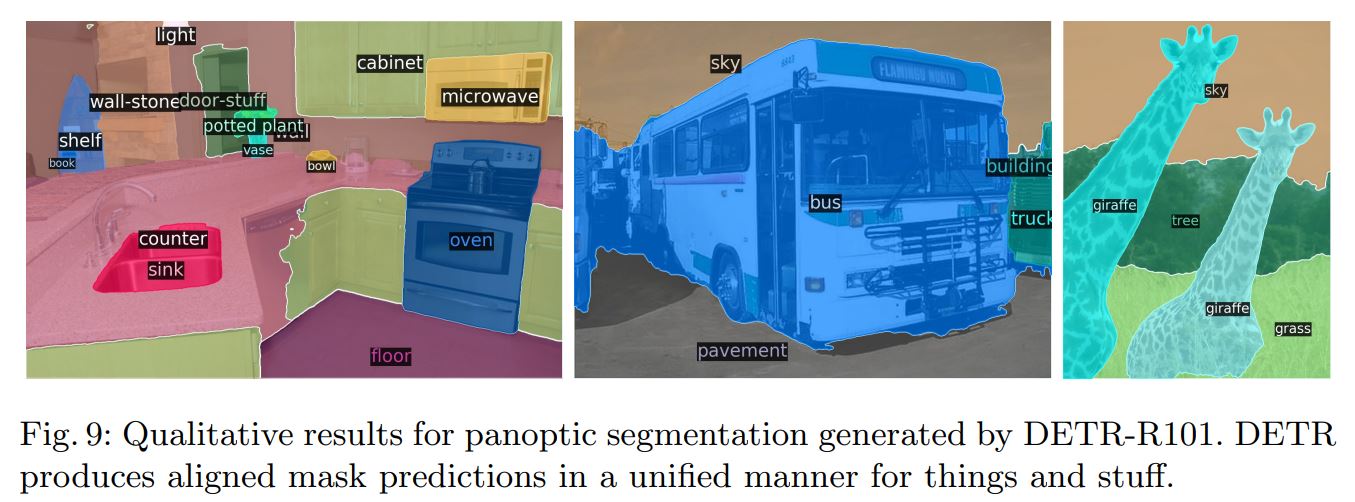 light
cabinet
wall-stone
door-stuff
microwave
potted plant
wall
shelf
vase
book
bowl
counter
oven
sink
floor
sky
FLAMINGO NORTH
building
bus
truck
pavement
sky
giraffe
tree
giraffe
grass
Fig. 9: Qualitative results for panoptic segmentation generated by DETR-R101. DETR
produces aligned mask predictions in a unified manner for things and stuff.